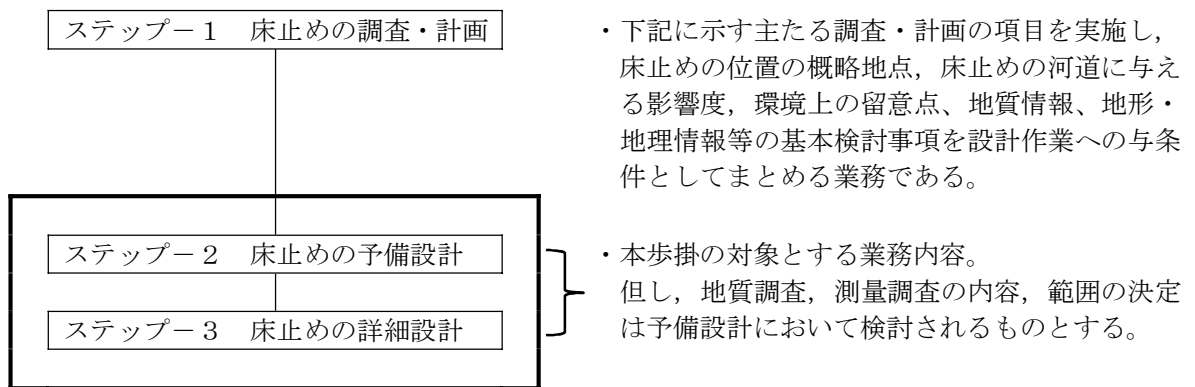 ステップ－１　床止めの調査・計画
・下記に示す主たる調査・計画の項目を実施し，
床止めの位置の概略地点，床止めの河道に与え
る影響度，環境上の留意点、地質情報、地形・
地理情報等の基本検討事項を設計作業への与条
件としてまとめる業務である。
ステップ－２　床止めの予備設計
・本歩掛の対象とする業務内容。
但し，地質調査，測量調査の内容，範囲の決定
は予備設計において検討されるものとする。
ステップ－３　床止めの詳細設計